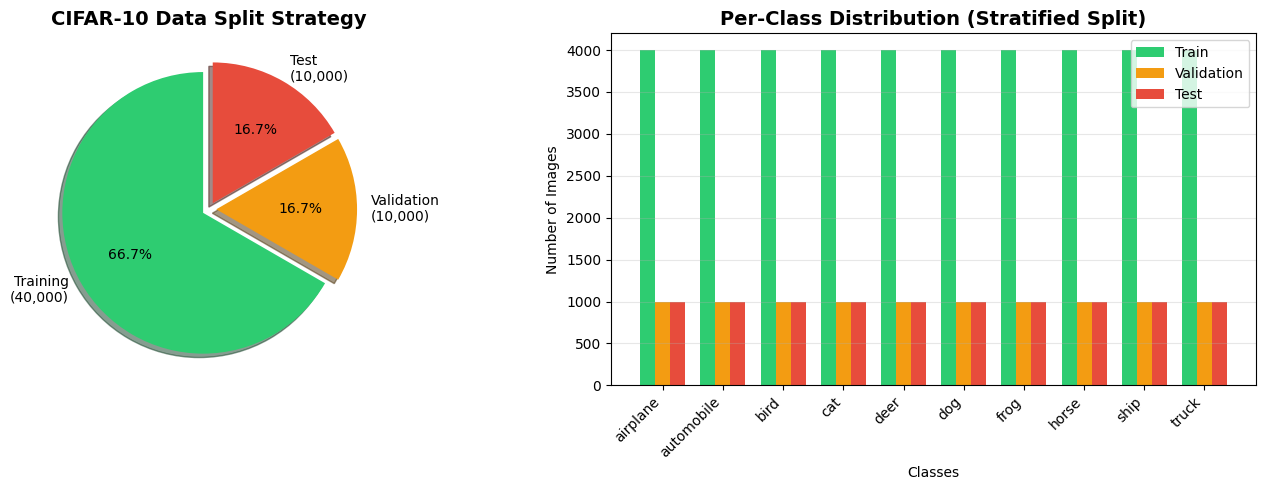 CIFAR-10 Data Split Strategy
Test
(10,000)
16.7%
Validation
(10,000)
16.7%
66.7%
Training
(40,000)
Per-Class Distribution (Stratified Split)
Train
Validation
Test
Number of Images
4000
3500
3000
2500
2000
1500
1000
500
0
airplane
automobile
bird
cat
deer
dog
frog
horse
ship
truck
Classes